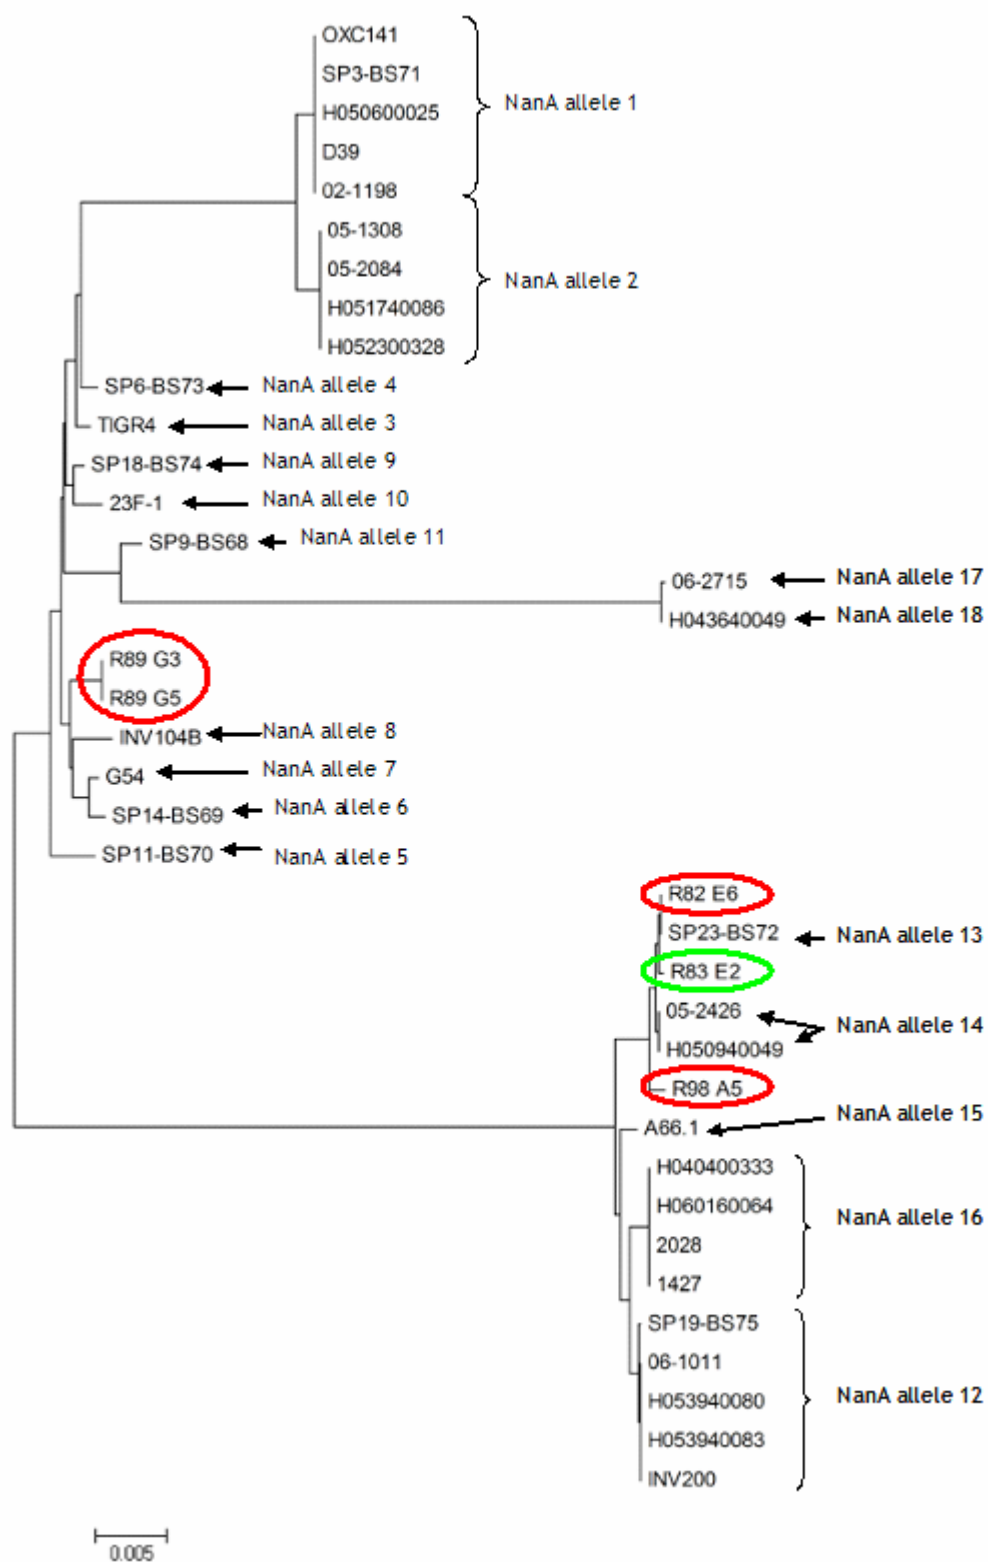 OXC141
SP3-BS71
H050600025
NanA allele 1
D39
02-1198
05-1308
05-2084
NanA allele 2
H051740086
H052300328
SP6-BS73 NanA allele 4
TIGR4 NanA allele 3
SP18-BS74 NanA allele 9
23F-1 NanA allele 10
SP9-BS68 NanA allele 11
06-2715 NanA allele 17
H043640049 NanA allele 18
R89 G3
R89 G5
INV104B NanA allele 8
G54 NanA allele 7
SP14-BS69 NanA allele 6
SP11-BS70 NanA allele 5
R82 E6
SP23-BS72 NanA allele 13
R83 E2
05-2426
NanA allele 14
H050940049
R98 A5
NanA allele 15
A66.1
H040400333
H060160064
NanA allele 16
2028
1427
SP19-BS75
06-1011
NanA allele 12
H053940080
H053940083
INV200
0.005